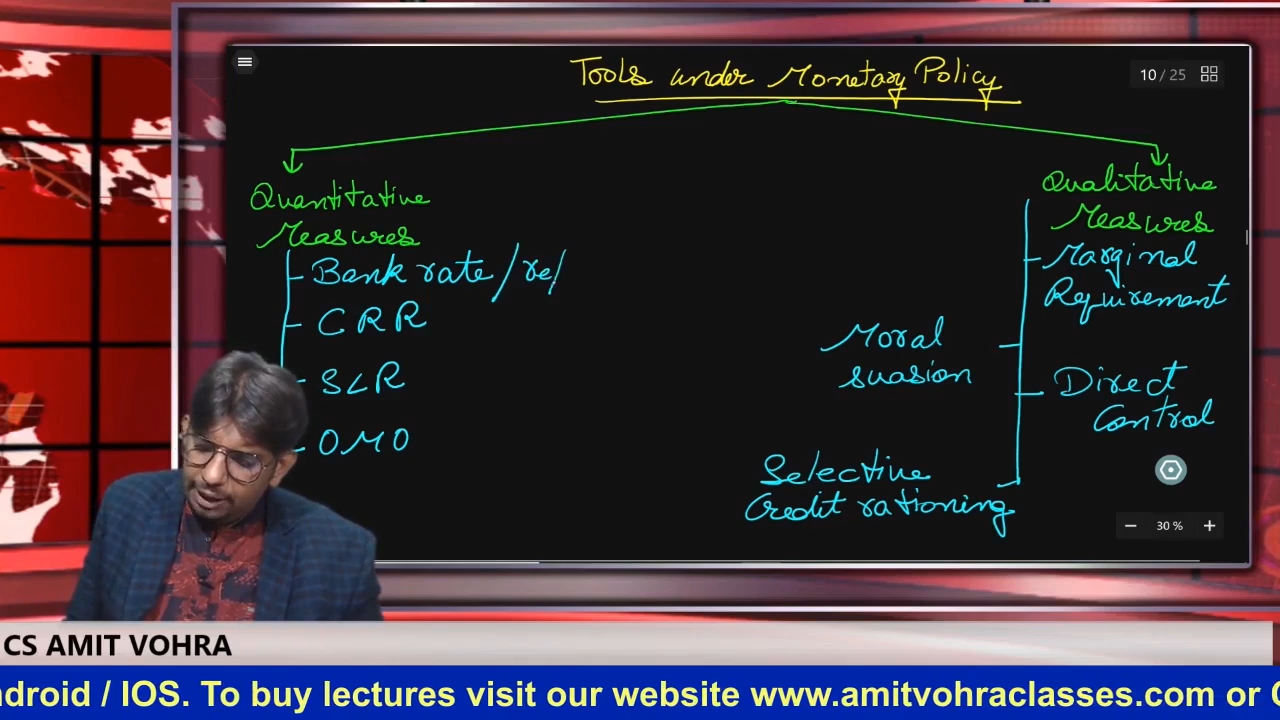 Tools under Monetary Policy
10 / 25
Quantitative
Measures
Bank rate / re
CRR
SLR
OMO
Qualitative
Measures
Marginal
Requirement
Moral
suasion
Direct
Control
Selective
Credit rationing
30 %
CS AMIT VOHRA
ndroid / IOS. To buy lectures visit our website www.amitvohraclasses.com or